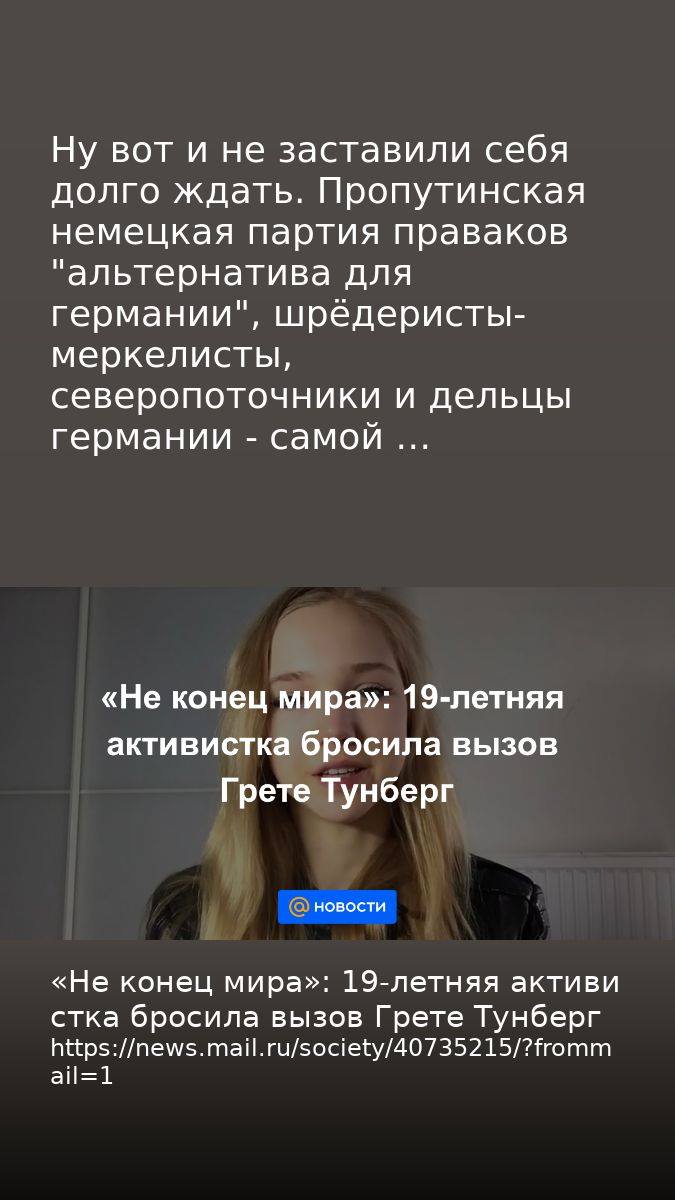 Ну вот и не заставили себя
долго ждать. Пропутинская
немецкая партия праваков
"альтернатива для
германии", шрёдеристы-
меркелисты,
северопоточники и дельцы
германии - самой ...
«Не конец мира»: 19-летняя
активистка бросила вызов
Грете Тунберг
@ НОВОСТИ
«Не конец мира»: 19-летняя активи
стка бросила вызов Грете Тунберг
https://news.mail.ru/society/40735215/?fromm
ail=1